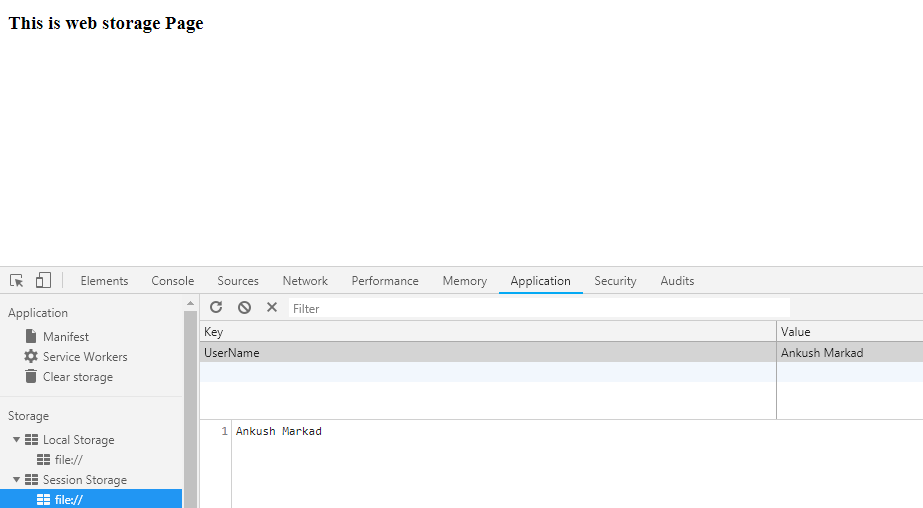 This is web storage Page
Elements Console Sources Network Performance Memory Application Security Audits
Application
Manifest
Service Workers
Clear storage
Storage
Local Storage
file://
Session Storage
file://
Filter
Key Value
UserName Ankush Markad
1 Ankush Markad